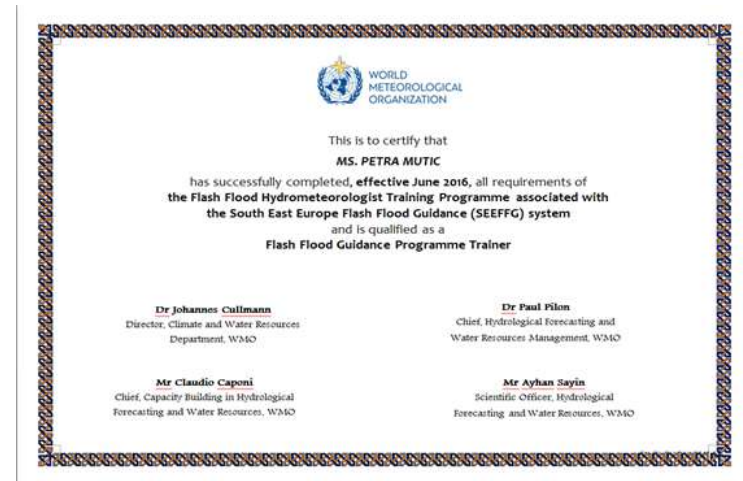 WORLD
METEOROLOGICAL
ORGANIZATION
This is to certify that
MS. PETRA MUTIC
has successfully completed, effective June 2016, all requirements of
the Flash Flood Hydrometeorologist Training Programme associated with
the South East Europe Flash Flood Guidance (SEEFFG) system
and is qualified as a
Flash Flood Guidance Programme Trainer
Dr Johannes Cullmann
Director, Climate and Water Resources
Department, WMO
Dr Paul Pilon
Chief, Hydrological Forecasting and
Water Resources Management, WMO
Mr Claudio Caponi
Chief, Capacity Building in Hydrological
Forecasting and Water Resources, WMO
Mr Ayhan Sayin
Scientific Officer, Hydrological
Forecasting and Water Resources, WMO